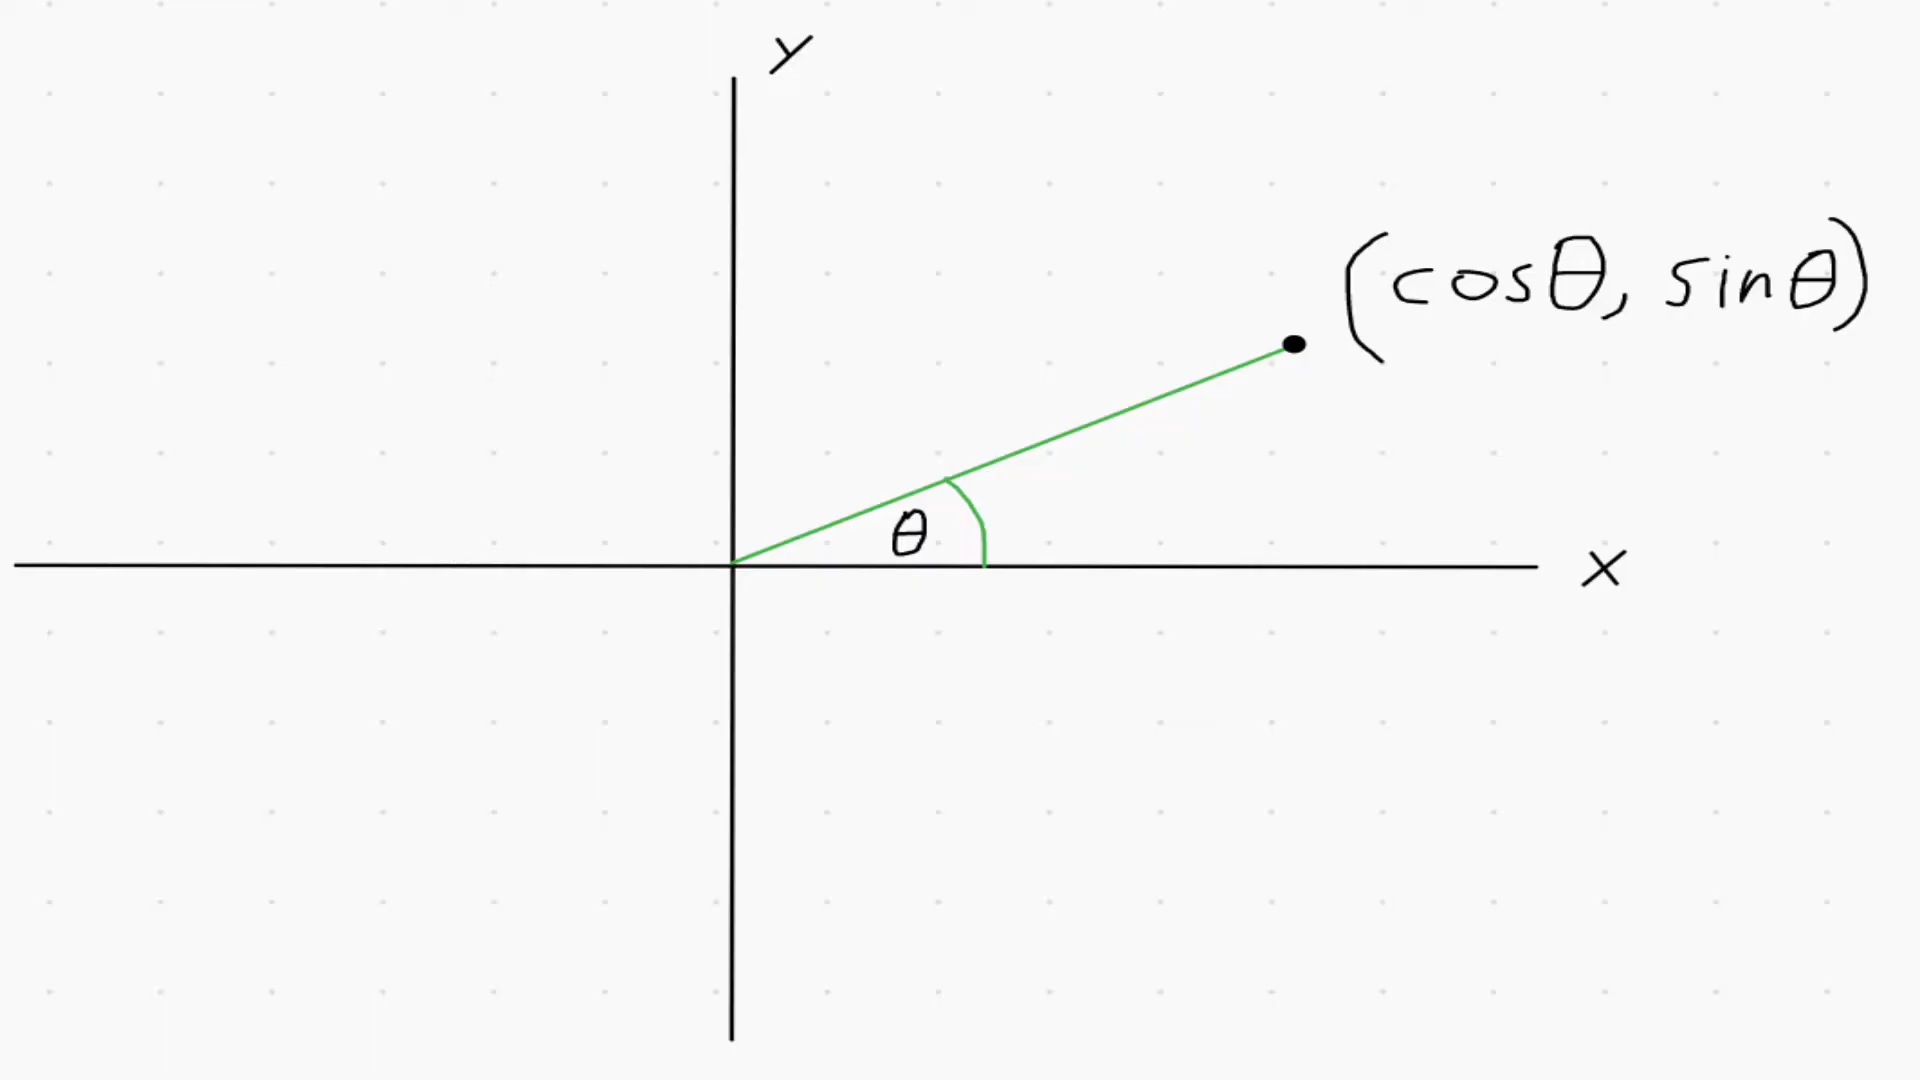 y
(cosθ, sinθ)
θ
x